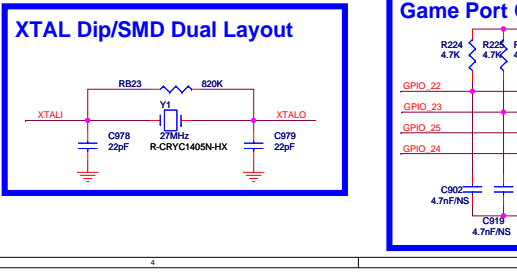 XTAL Dip/SMD Dual Layout
RB23 820K
Y1
XTALI XTALO
C978 27MHz C979
22pF R-CRYC1405N-HX 22pF
Game Port
R224 R225
4.7K 4.7K
GPIO_22
GPIO_23
GPIO_25
GPIO_24
C902
4.7nF/NS
C919
4.7nF/NS
4